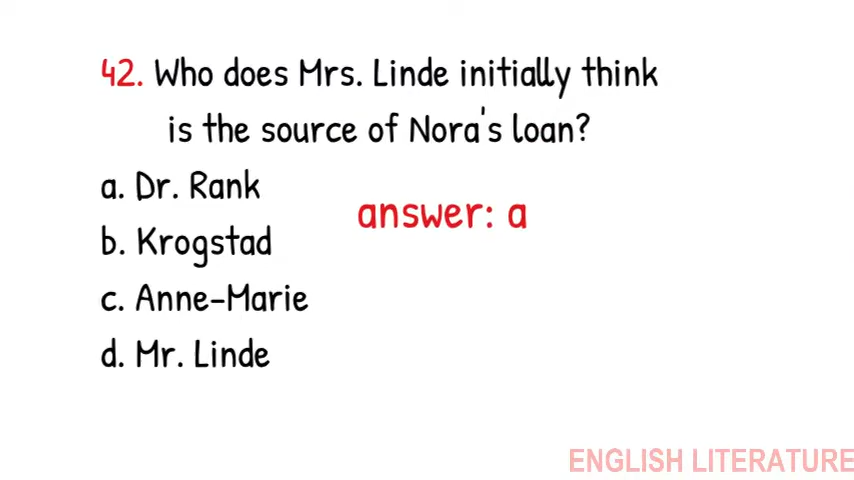 42. Who does Mrs. Linde initially think
is the source of Nora's loan?
a. Dr. Rank
answer: a
b. Krogstad
c. Anne-Marie
d. Mr. Linde
ENGLISH LITERATURE